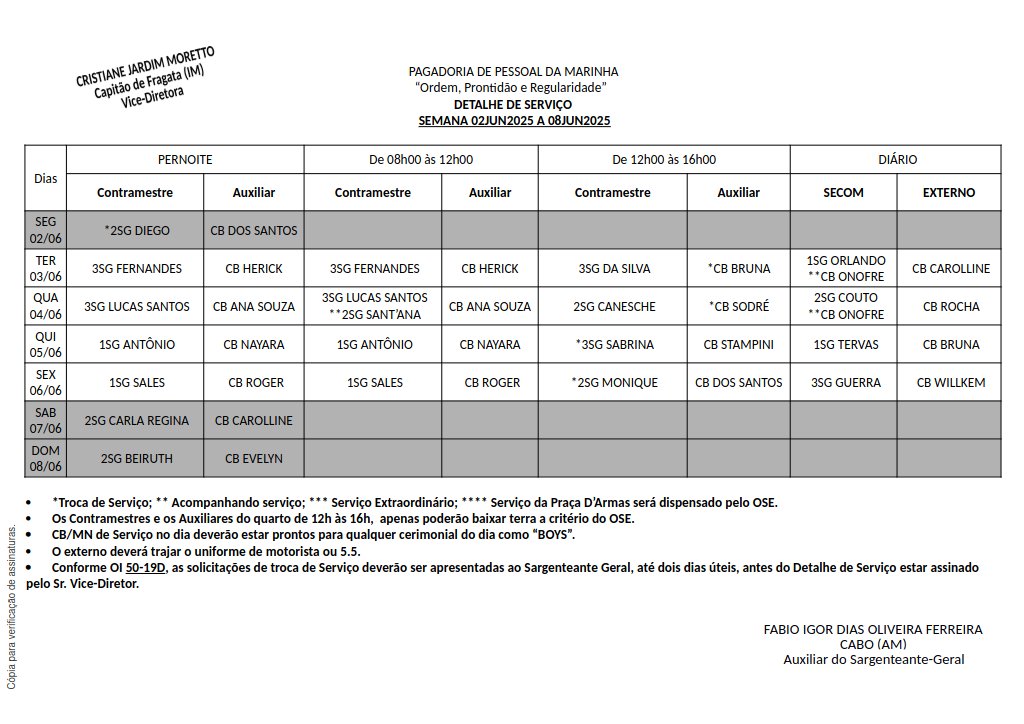 CRISTIANE JARDIM MORETTO
Capitão de Fragata (IM)
Vice-Diretora
PAGADORIA DE PESSOAL DA MARINHA
“Ordem, Prontidão e Regularidade”
DETALHE DE SERVIÇO
SEMANA 02JUN2025 A 08JUN2025
Dias PERNOITE De 08h00 às 12h00 De 12h00 às 16h00 DIÁRIO
Contramestre Auxiliar Contramestre Auxiliar Contramestre Auxiliar SECOM EXTERNO
SEG 02/06 *2SG DIEGO CB DOS SANTOS
TER 03/06 3SG FERNANDES CB HERICK 3SG FERNANDES CB HERICK 3SG DA SILVA *CB BRUNA 1SG ORLANDO **CB ONOFRE CB CAROLLINE
QUA 04/06 3SG LUCAS SANTOS CB ANA SOUZA 3SG LUCAS SANTOS **2SG SANT’ANA CB ANA SOUZA 2SG CANESCHE *CB SODRÉ 2SG COUTO **CB ONOFRE CB ROCHA
QUI 05/06 1SG ANTÔNIO CB NAYARA 1SG ANTÔNIO CB NAYARA *3SG SABRINA CB STAMPINI 1SG TERVAS CB BRUNA
SEX 06/06 1SG SALES CB ROGER 1SG SALES CB ROGER *2SG MONIQUE CB DOS SANTOS 3SG GUERRA CB WILLKEM
SAB 07/06 2SG CARLA REGINA CB CAROLLINE
DOM 08/06 2SG BEIRUTH CB EVELYN
• *Troca de Serviço; ** Acompanhando serviço; *** Serviço Extraordinário; **** Serviço da Praça D’Armas será dispensado pelo OSE.
• Os Contramestres e os Auxiliares do quarto de 12h às 16h, apenas poderão baixar terra a critério do OSE.
• CB/MN de Serviço no dia deverão estar prontos para qualquer cerimonial do dia como “BOYS”.
• O externo deverá trajar o uniforme de motorista ou 5.5.
• Conforme OI 50-19D, as solicitações de troca de Serviço deverão ser apresentadas ao Sargenteante Geral, até dois dias úteis, antes do Detalhe de Serviço estar assinado
pelo Sr. Vice-Diretor.
FABIO IGOR DIAS OLIVEIRA FERREIRA
CABO (AM)
Auxiliar do Sargenteante-Geral
Cópia para verificação de assinaturas.